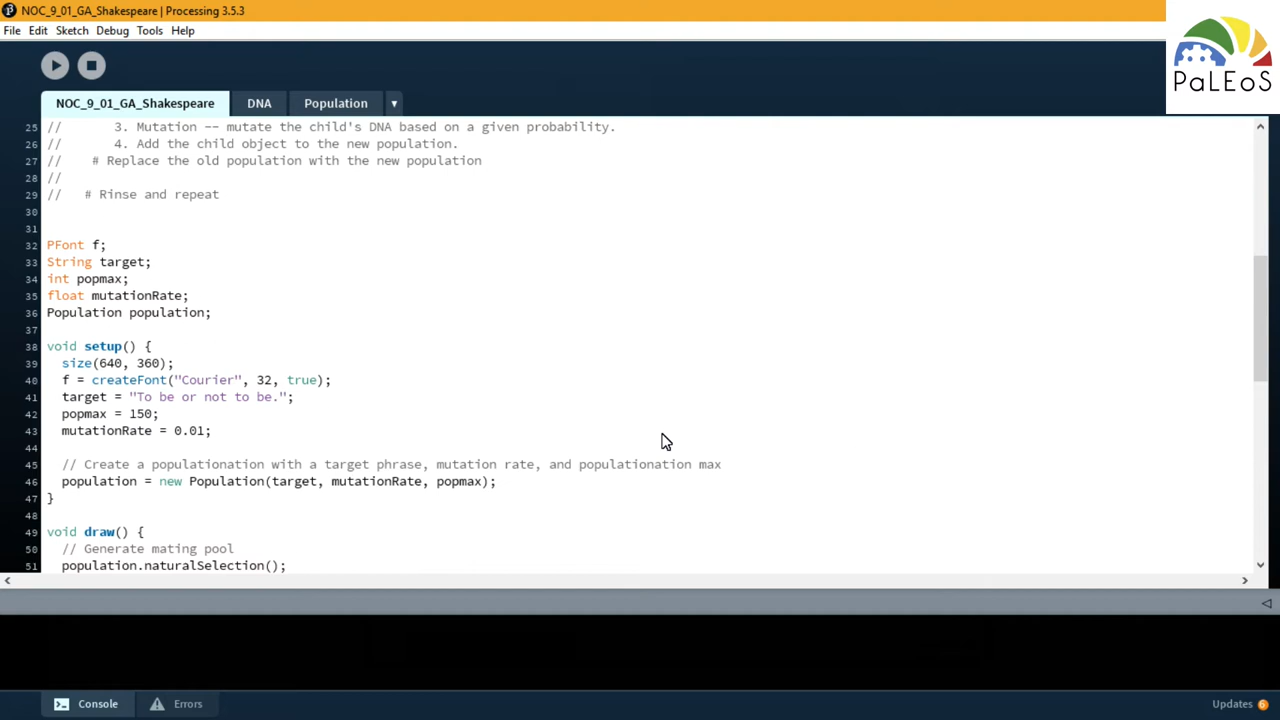 NOC_9_01_GA_Shakespeare | Processing 3.5.3
File Edit Sketch Debug Tools Help
PaLEoS
NOC_9_01_GA_Shakespeare DNA Population
25 // 3. Mutation -- mutate the child's DNA based on a given probability.
26 // 4. Add the child object to the new population.
27 // # Replace the old population with the new population
28 //
29 // # Rinse and repeat
30
31
32 PFont f;
33 String target;
34 int popmax;
35 float mutationRate;
36 Population population;
37
38 void setup() {
39 size(640, 360);
40 f = createFont("Courier", 32, true);
41 target = "To be or not to be.";
42 popmax = 150;
43 mutationRate = 0.01;
44
45 // Create a populationation with a target phrase, mutation rate, and populationation max
46 population = new Population(target, mutationRate, popmax);
47 }
48
49 void draw() {
50 // Generate mating pool
51 population.naturalSelection();
Console Errors Updates 6